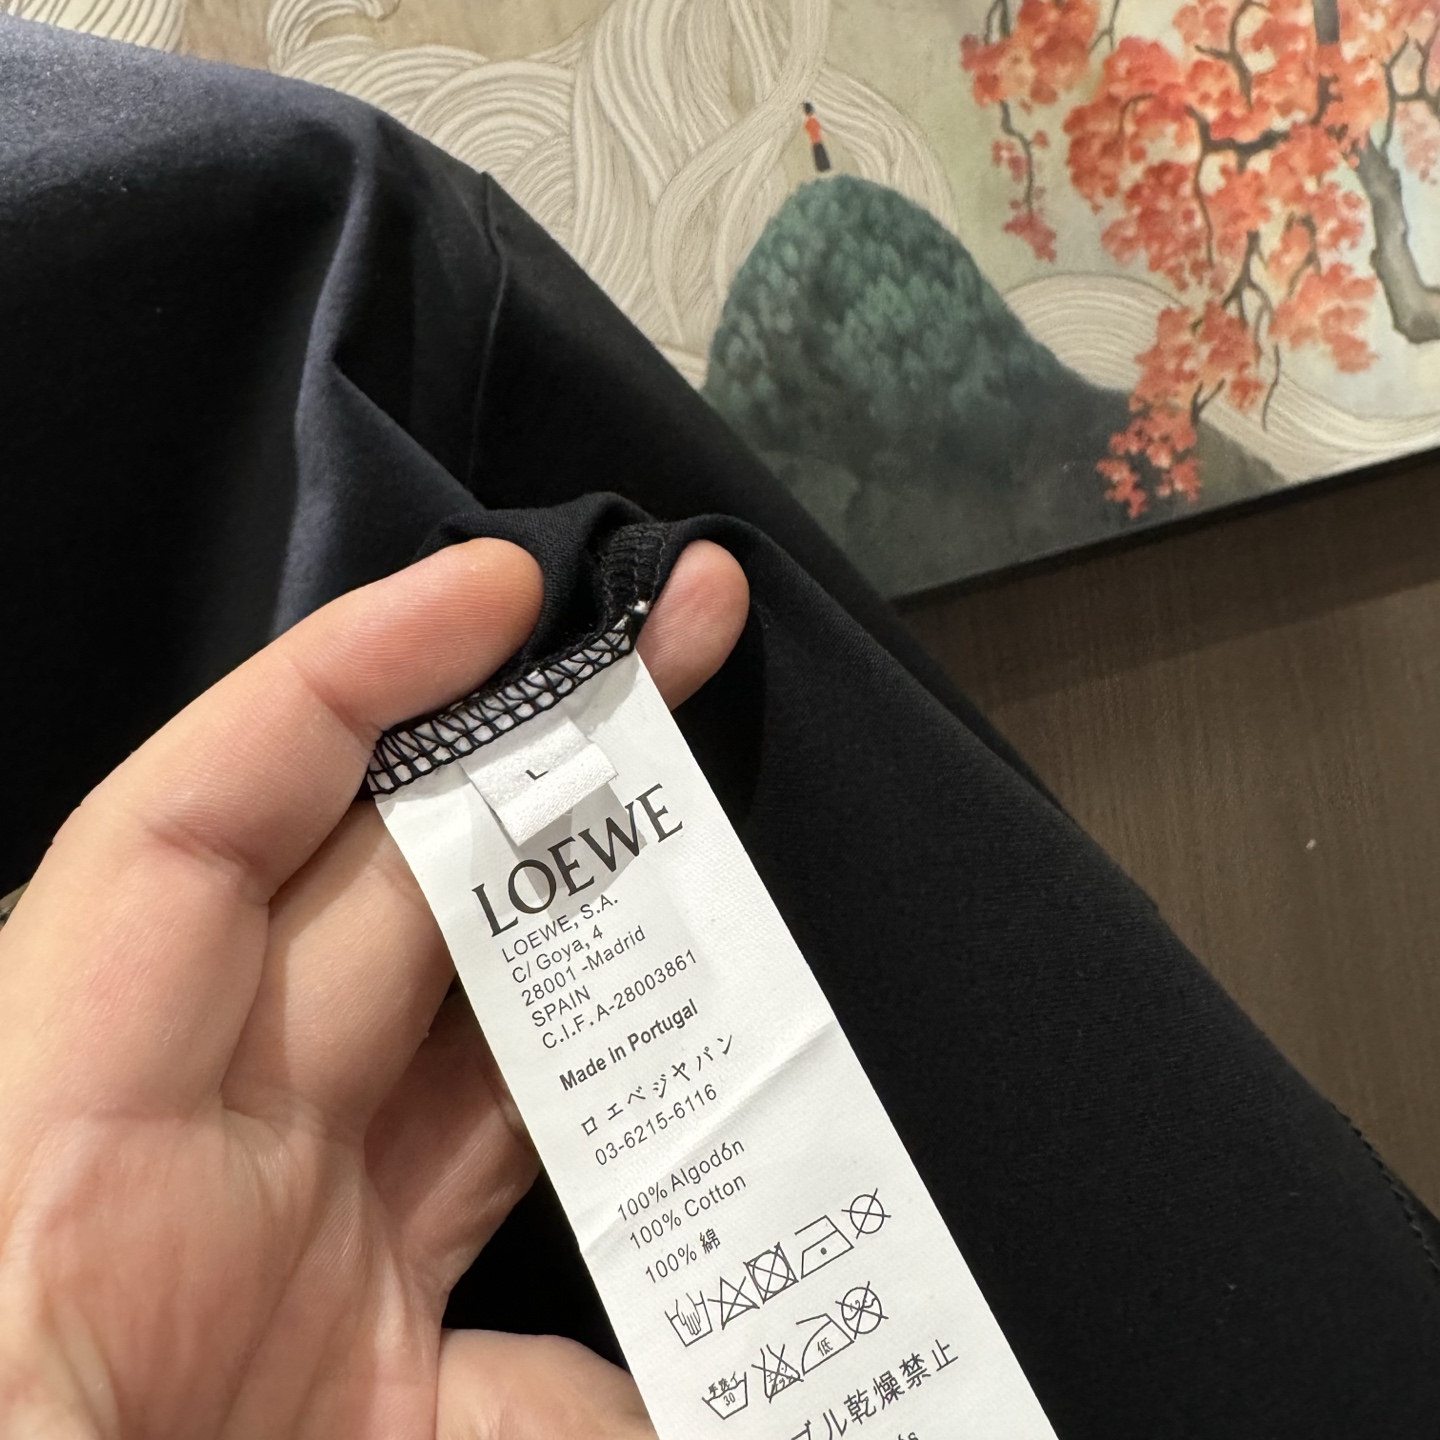 L
LOEWE
LOEWE, S.A.
C/ Goya, 4
28001 -Madrid
SPAIN
C.I.F.A-28003861
Made in Portugal
ロエベジャパン
03-6215-6116
100% Algodón
100% Cotton
100% 綿
低
30
ブル乾燥禁止